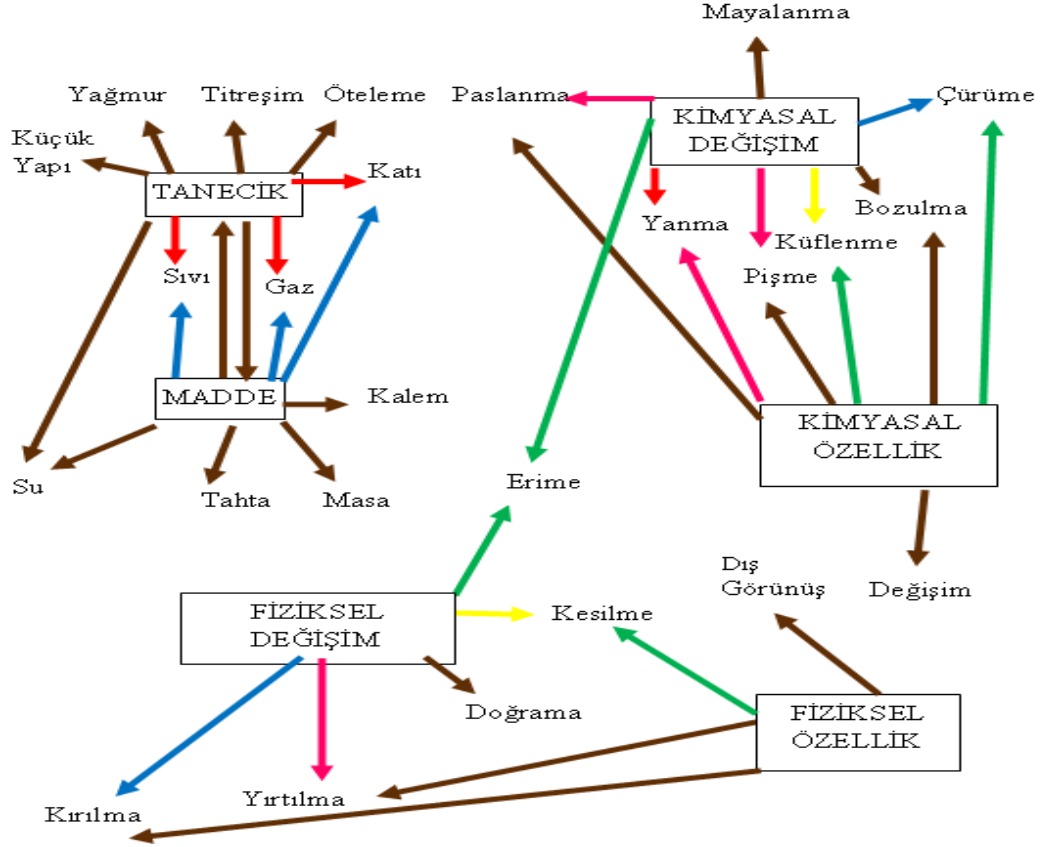 Mayalanma
Yağmur
Titreşim
Öteleme
Paslanma
KİMYASAL
DEĞİŞİM
Çürüme
Küçük
Yapı
TANECİK
Katı
Yanma
Bozulma
Küflenme
Sıvı
Gaz
Pişme
MADDE
Kalem
KİMYASAL
ÖZELLİK
Su
Tahta
Masa
Erime
Dış
Görünüş
Değişim
FİZİKSEL
DEĞİŞİM
Kesilme
Doğrama
FİZİKSEL
ÖZELLİK
Kırılma
Yırtılma